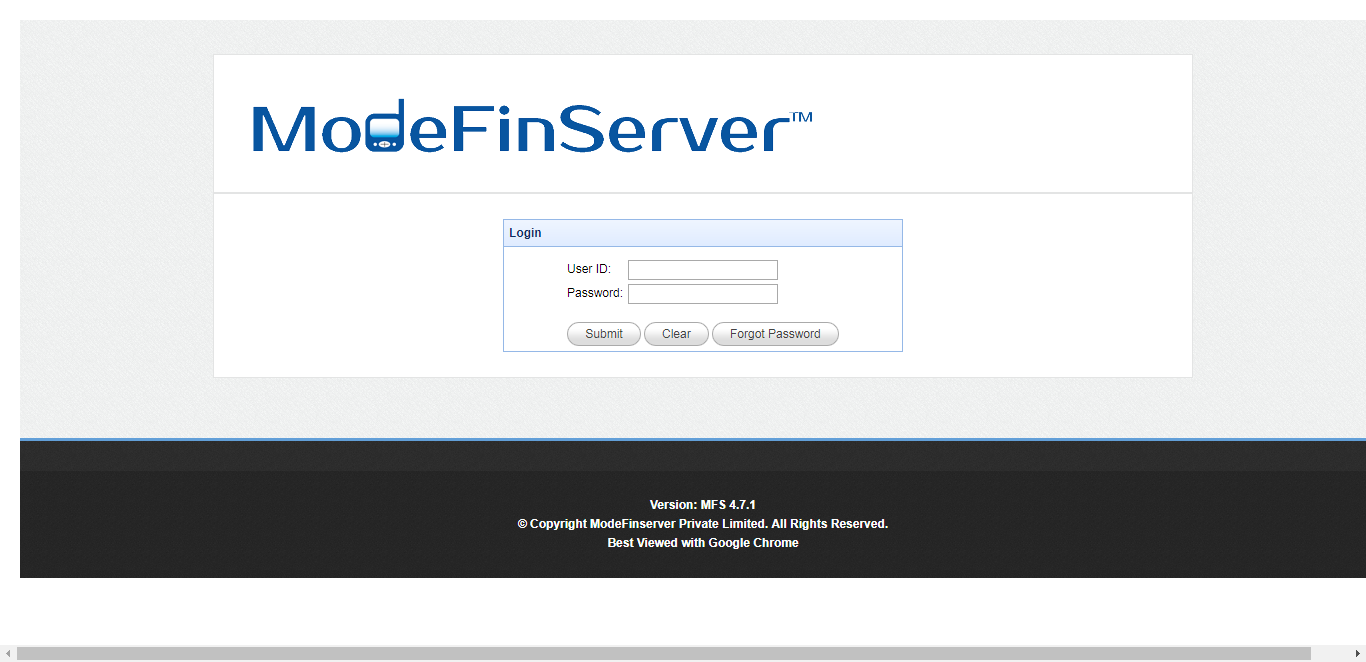 ModeFinServer™
Login
User ID:
Password:
Submit Clear Forgot Password
Version: MFS 4.7.1
© Copyright ModeFinserver Private Limited. All Rights Reserved.
Best Viewed with Google Chrome